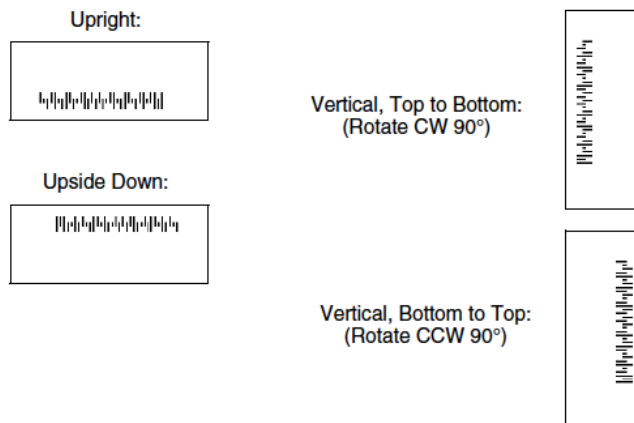 Upright:
Vertical, Top to Bottom:
(Rotate CW 90°)
Upside Down:
Vertical, Bottom to Top:
(Rotate CCW 90°)